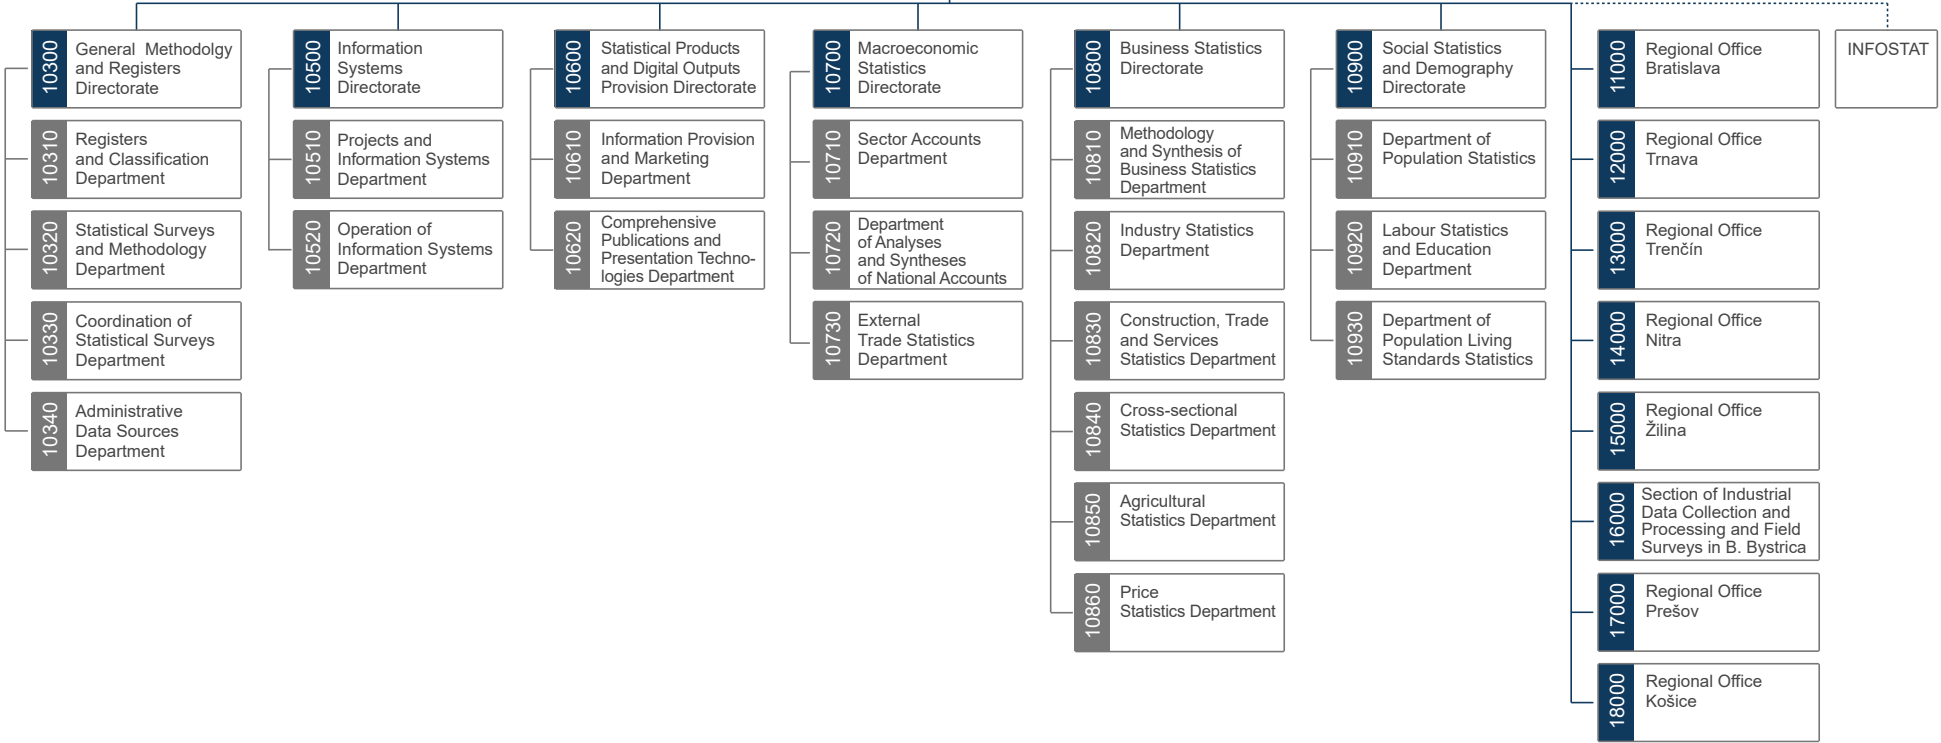 10300
General Methodolgy
and Registers
Directorate
10310
Registers
and Classification
Department
10320
Statistical Surveys
and Methodology
Department
10330
Coordination of
Statistical Surveys
Department
10340
Administrative
Data Sources
Department
10500
Information
Systems
Directorate
10510
Projects and
Information Systems
Department
10520
Operation of
Information Systems
Department
10600
Statistical Products
and Digital Outputs
Provision Directorate
10610
Information Provision
and Marketing
Department
10620
Comprehensive
Publications and
Presentation Techno-
logies Department
10700
Macroeconomic
Statistics
Directorate
10710
Sector Accounts
Department
10720
Department
of Analyses
and Syntheses
of National Accounts
10730
External
Trade Statistics
Department
10800
Business Statistics
Directorate
10810
Methodology
and Synthesis of
Business Statistics
Department
10820
Industry Statistics
Department
10830
Construction, Trade
and Services
Statistics Department
10840
Cross-sectional
Statistics Department
10850
Agricultural
Statistics Department
10860
Price
Statistics Department
10900
Social Statistics
and Demography
Directorate
10910
Department of
Population Statistics
10920
Labour Statistics
and Education
Department
10930
Department of
Population Living
Standards Statistics
11000
Regional Office
Bratislava
12000
Regional Office
Trnava
13000
Regional Office
Trenčín
14000
Regional Office
Nitra
15000
Regional Office
Žilina
16000
Section of Industrial
Data Collection and
Processing and Field
Surveys in B. Bystrica
17000
Regional Office
Prešov
18000
Regional Office
Košice
INFOSTAT